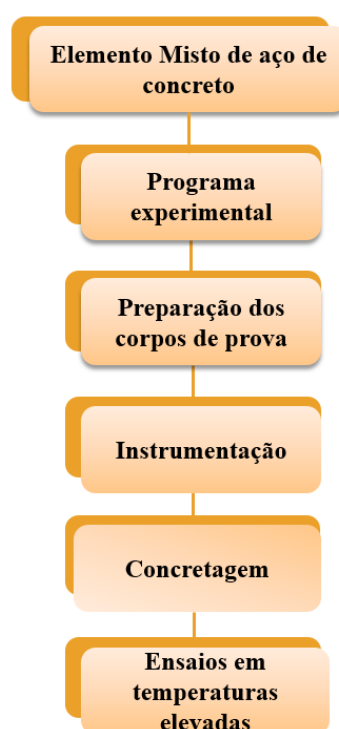 Elemento Misto de aço de
concreto
Programa
experimental
Preparação dos
corpos de prova
Instrumentação
Concretagem
Ensaios em
temperaturas
elevadas